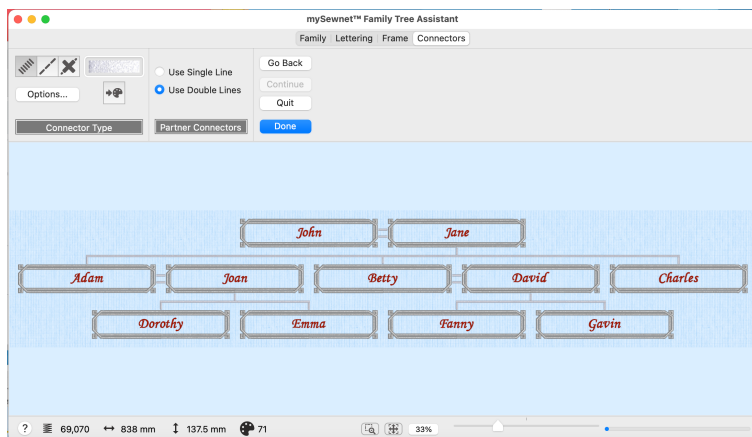 mySewnet™ Family Tree Assistant
Family Lettering Frame Connectors
Options...
Connector Type
Use Single Line
Use Double Lines
Partner Connectors
Go Back
Continue
Quit
Done
John Jane
Adam Joan Betty David Charles
Dorothy Emma Fanny Gavin
? 69,070 838 mm 137.5 mm 71 33%